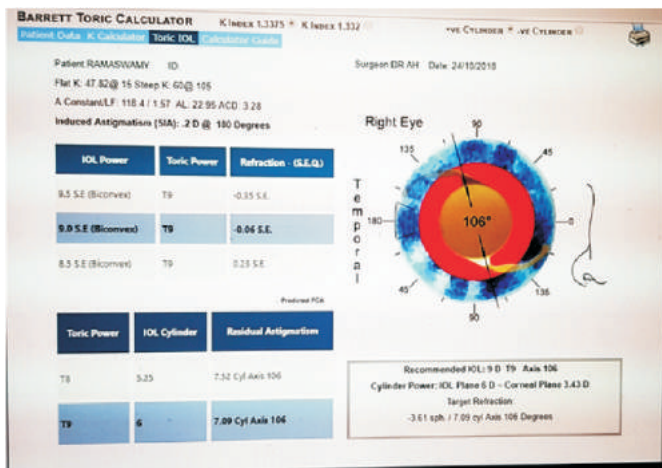 BARRETT TORIC CALCULATOR K INDEX 1.3375 K INDEX 1.332 +VE CYLINDER -VE CYLINDER
Patient Data K Calculator Toric IOL Calculator Guide
Patient RAMASWAMY ID Surgeon DR AH Date 24/10/2018
Flat K: 47.82@ 15 Steep K: 60@ 105
A Constant/LF: 118.4 / 1.57 AL: 22.95 ACD 3.28
Induced Astigmatism (SIA): .2 D @ 180 Degrees
Right Eye
IOL Power Toric Power Refraction - (S.E.Q.)
9.5 S.E (Biconvex) T9 -0.35 S.E.
9.0 S.E (Biconvex) T9 -0.06 S.E.
8.5 S.E (Biconvex) T9 0.23 S.E.
Temporal
90
135 45
180 106° 0
45 135
90
Predicted PCA
Toric Power IOL Cylinder Residual Astigmatism
T8 5.25 7.52 Cyl Axis 106
T9 6 7.09 Cyl Axis 106
Recommended IOL: 9 D T9 Axis 106
Cylinder Power: IOL Plane 6 D - Corneal Plane 3.43 D
Target Refraction:
-3.61 sph. / 7.09 cyl Axis 106 Degrees